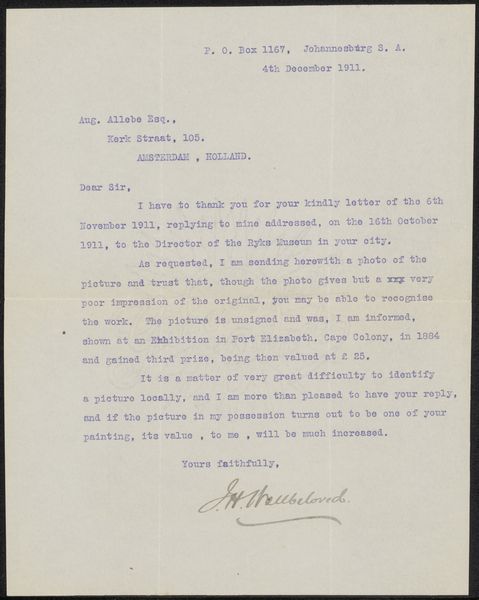 P. O. Box 1167, Johannesburg S. A.
4th December 1911.
Aug. Allebe Esq.,
Kerk Straat, 105.
AMSTERDAM , HOLLAND.
Dear Sir,
I have to thank you for your kindly letter of the 6th
November 1911, replying to mine addressed, on the 16th October
1911, to the Director of the Ryks Museum in your city.
As requested, I am sending herewith a photo of the
picture and trust that, though the photo gives but a xxx very
poor impression of the original, you may be able to recognise
the work. The picture is unsigned and was, I am informed,
shown at an Exhibition in Port Elizabeth. Cape Colony, in 1884
and gained third prize, being then valued at £ 25.
It is a matter of very great difficulty to identify
a picture locally, and I am more than pleased to have your reply,
and if the picture in my possession turns out to be one of your
painting, its value , to me , will be much increased.
Yours faithfully,
J.H. Wellbeloved.